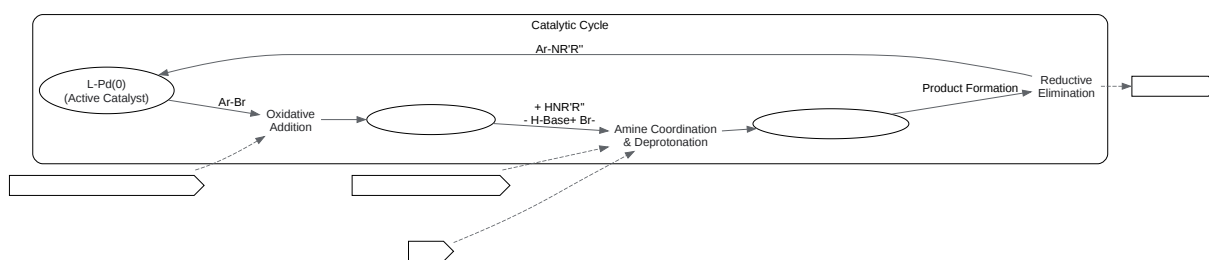 Catalytic Cycle
Ar-NR'R"
L-Pd(0)
(Active Catalyst)
Ar-Br
Oxidative
Addition
+ HNR'R"
- H-Base+ Br-
Amine Coordination
& Deprotonation
Product Formation
Reductive
Elimination